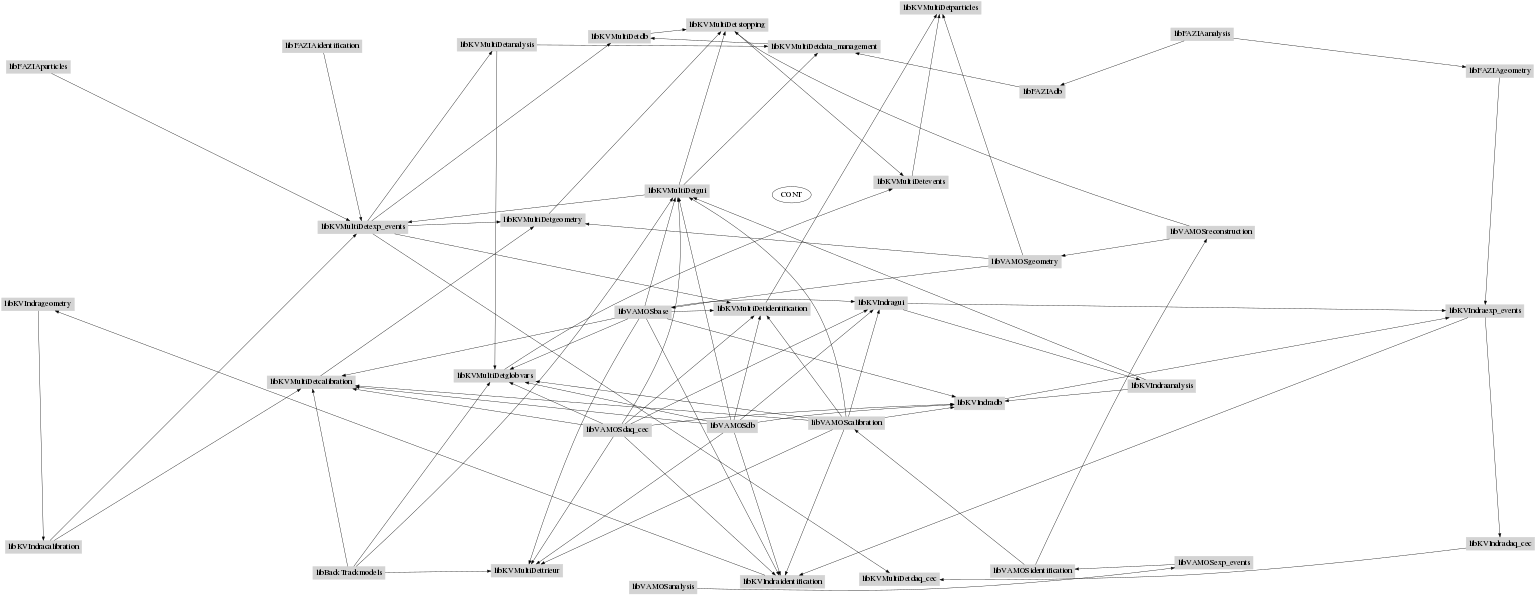 libKVMultiDetparticles
libKVMultiDetstopping
libKVMultiDetdb
libFAZIAanalysis
libFAZIAidentification
libKVMultiDetanalysis
libKVMultiDetdata_management
libFAZIAparticles
libFAZIAgeometry
libFAZIAdb
libKVMultiDetevents
libKVMultiDetgui
CONT
libKVMultiDetgeometry
libKVMultiDetexp_events
libVAMOSreconstruction
libVAMOSgeometry
libKVIndrageometry
libKVIndragui
libKVMultiDetidentification
libVAMOSbase
libKVIndraexp_events
libKVMultiDetglobvars
libKVMultiDetcalibration
libKVIndraanalysis
libKVIndradb
libVAMOSdaq_cec
libVAMOSdb
libVAMOScalibration
libKVIndracalibration
libKVIndradaq_cec
libVAMOSexp_events
libBackTrackmodels
libKVMultiDettrieur
libVAMOSidentification
libKVIndraidentification
libKVMultiDetdaq_cec
libVAMOSanalysis